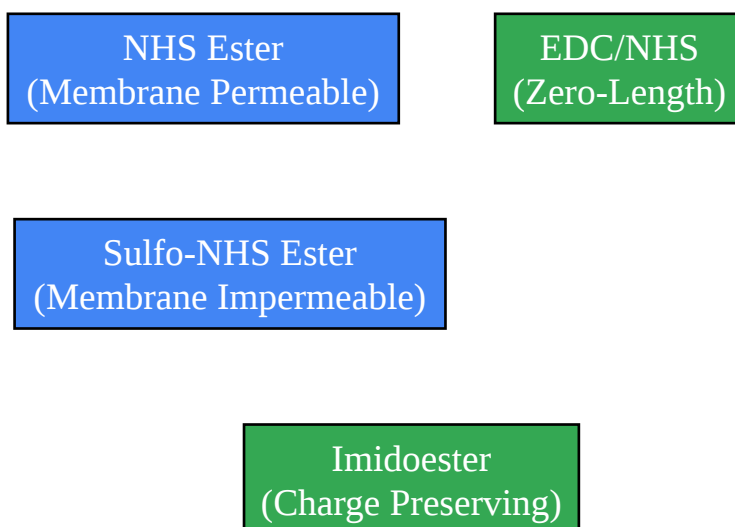 NHS Ester
(Membrane Permeable)
EDC/NHS
(Zero-Length)
Sulfo-NHS Ester
(Membrane Impermeable)
Imidoester
(Charge Preserving)